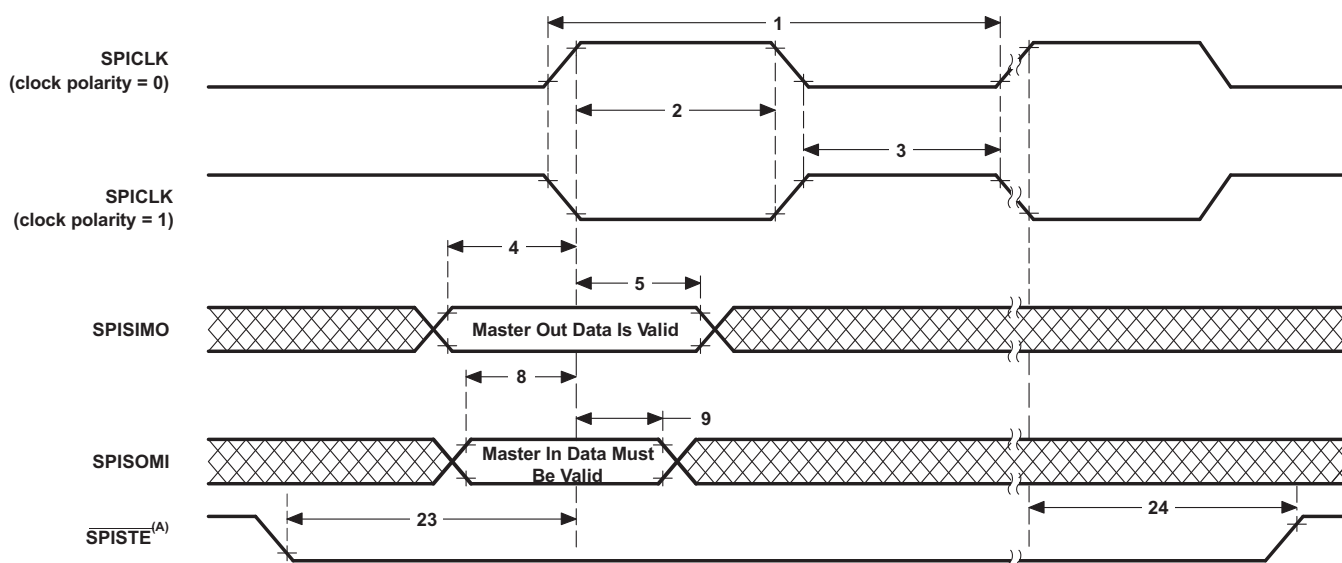 1
SPICLK
(clock polarity = 0)
2
3
SPICLK
(clock polarity = 1)
4
5
SPISIMO
Master Out Data Is Valid
8
9
SPISOMI
Master In Data Must
Be Valid
23
24
SPISTE(A)